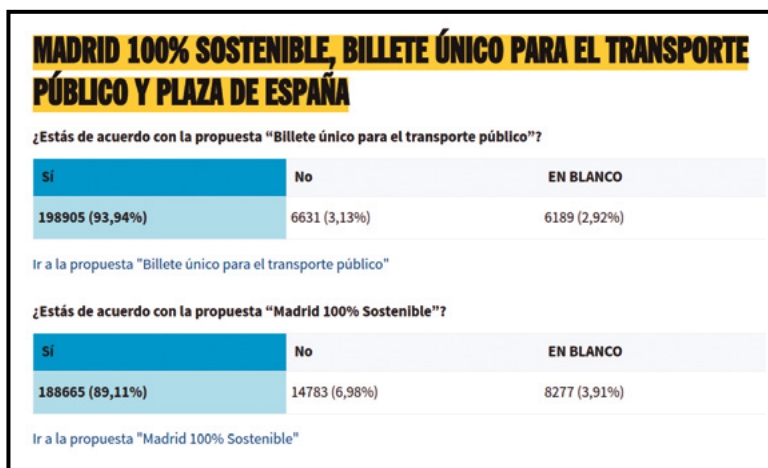 MADRID 100% SOSTENIBLE, BILLETE ÚNICO PARA EL TRANSPORTE
PÚBLICO Y PLAZA DE ESPAÑA
¿Estás de acuerdo con la propuesta “Billete único para el transporte público”?
Sí No EN BLANCO
198905 (93,94%) 6631 (3,13%) 6189 (2,92%)
Ir a la propuesta "Billete único para el transporte público"
¿Estás de acuerdo con la propuesta “Madrid 100% Sostenible”?
Sí No EN BLANCO
188665 (89,11%) 14783 (6,98%) 8277 (3,91%)
Ir a la propuesta "Madrid 100% Sostenible"